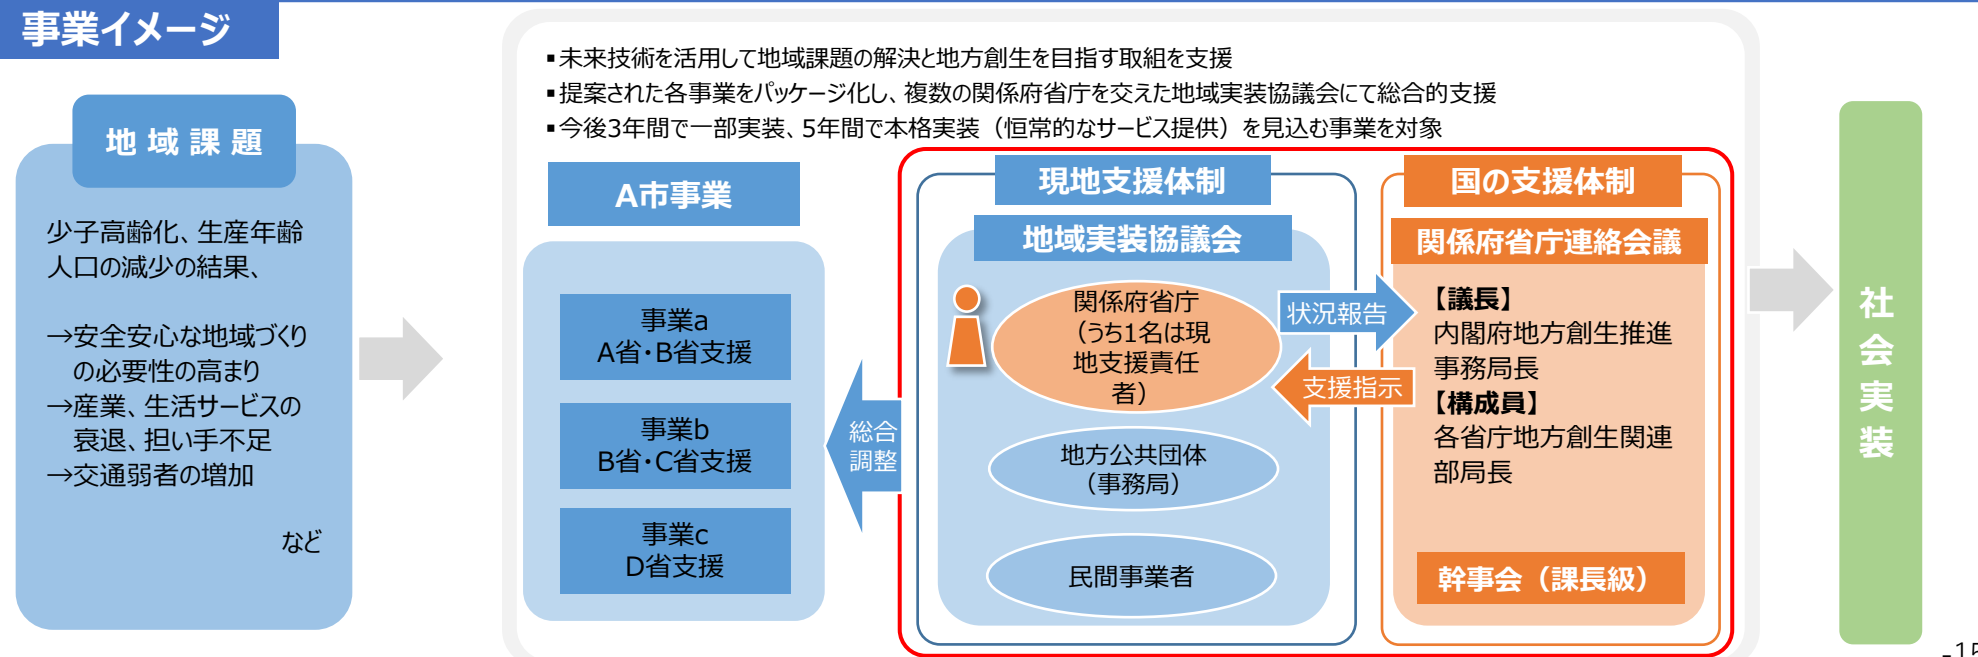 事業イメージ
地域課題
少子高齢化、生産年齢
人口の減少の結果、
→安全安心な地域づくり
の必要性の高まり
→産業、生活サービスの
衰退、担い手不足
→交通弱者の増加
など
▪未来技術を活用して地域課題の解決と地方創生を目指す取組を支援
▪提案された各事業をパッケージ化し、複数の関係府省庁を交えた地域実装協議会にて総合的支援
▪今後3年間で一部実装、5年間で本格実装（恒常的なサービス提供）を見込む事業を対象
A市事業
事業a
A省・B省支援
事業b
B省・C省支援
事業c
D省支援
総合
調整
現地支援体制
地域実装協議会
関係府省庁
（うち1名は現
地支援責任
者）
地方公共団体
（事務局）
民間事業者
状況報告
支援指示
国の支援体制
関係府省庁連絡会議
【議長】
内閣府地方創生推進
事務局長
【構成員】
各省庁地方創生関連
部局長
幹事会（課長級）
社会実装